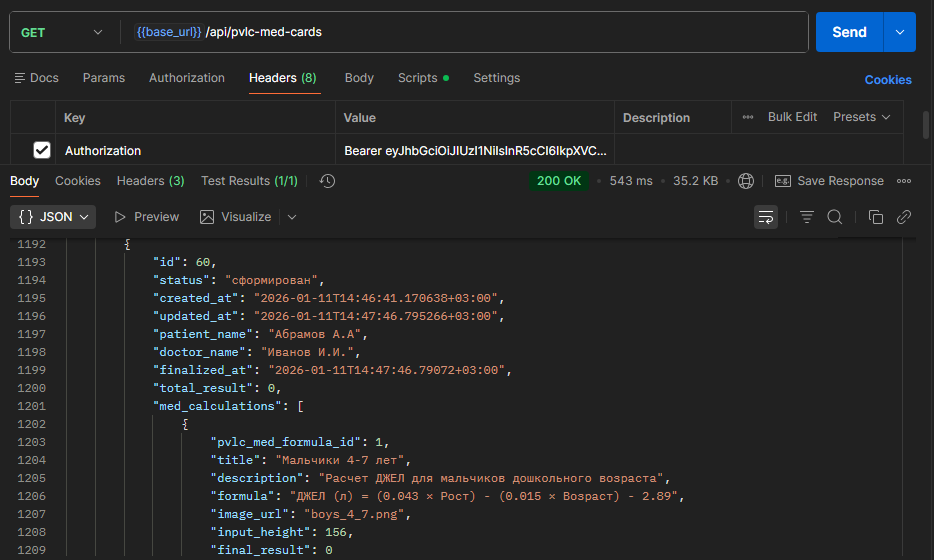 GET {{base_url}}/api/pvlc-med-cards Send
Docs Params Authorization Headers (8) Body Scripts Settings Cookies
Key Value Description Bulk Edit Presets
Authorization Bearer eyJhbGciOiJIUzI1NiIsInR5cCI6IkpXVC...
Body Cookies Headers (3) Test Results (1/1) 200 OK • 543 ms • 35.2 KB • e.g. Save Response
{} JSON Preview Visualize
1192 {
1193 "id": 60,
1194 "status": "сформирован",
1195 "created_at": "2026-01-11T14:46:41.170638+03:00",
1196 "updated_at": "2026-01-11T14:47:46.795266+03:00",
1197 "patient_name": "Абрамов А.А",
1198 "doctor_name": "Иванов И.И.",
1199 "finalized_at": "2026-01-11T14:47:46.79072+03:00",
1200 "total_result": 0,
1201 "med_calculations": [
1202 {
1203 "pvlc_med_formula_id": 1,
1204 "title": "Мальчики 4-7 лет",
1205 "description": "Расчет ДЖЕЛ для мальчиков дошкольного возраста",
1206 "formula": "ДЖЕЛ (л) = (0.043 × Рост) - (0.015 × Возраст) - 2.89",
1207 "image_url": "boys_4_7.png",
1208 "input_height": 156,
1209 "final_result": 0